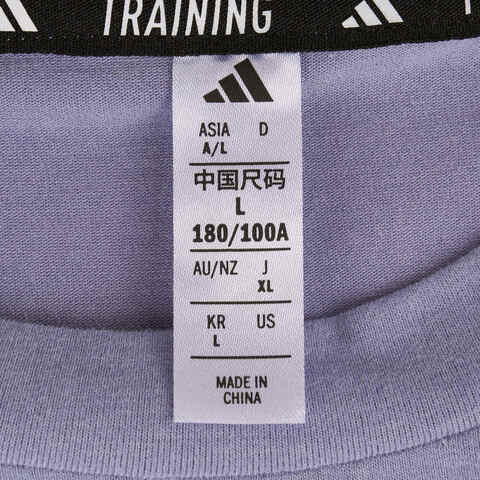 TRAINING
ASIA D
A/L
中国尺码
L
180/100A
AU/NZ J
XL
KR US
L
MADE IN
CHINA